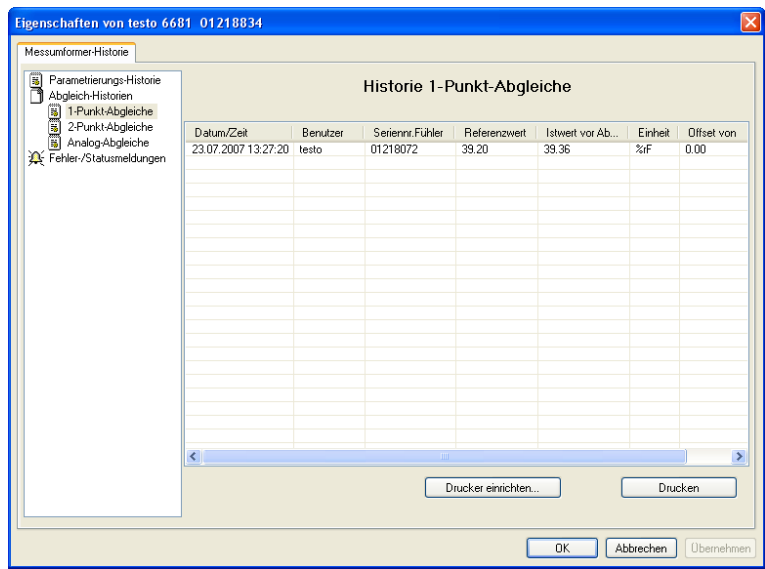 Eigenschaften von testo 6681 01218834
Messumformer-Historie
Parametrierungs-Historie
Abgleich-Historien
1-Punkt-Abgleiche
2-Punkt-Abgleiche
Analog-Abgleiche
Fehler-/Statusmeldungen
Historie 1-Punkt-Abgleiche
Datum/Zeit Benutzer Seriennr.Fühler Referenzwert Istwert vor Ab... Einheit Offset von
23.07.2007 13:27:20 testo 01218072 39.20 39.36 %rF 0.00
Drucker einrichten... Drucken
OK Abbrechen Übernehmen